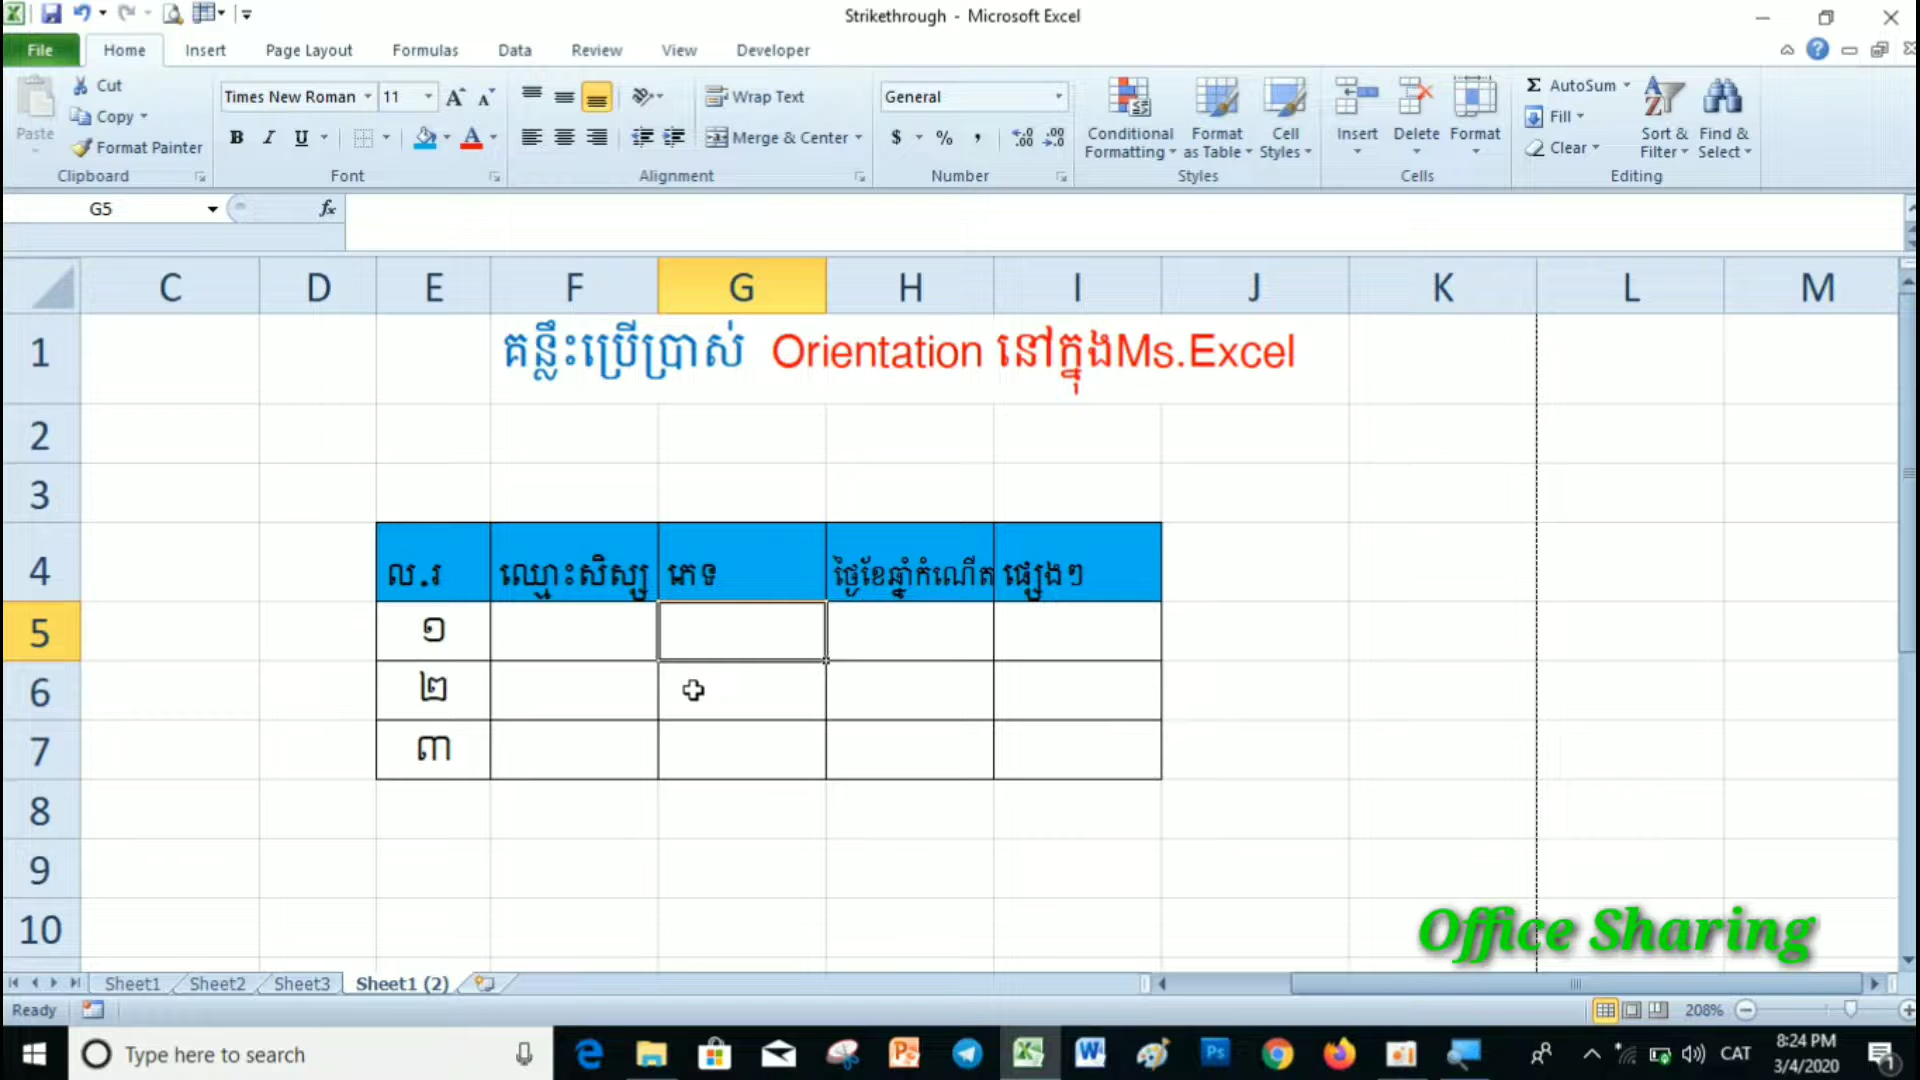 Strikethrough - Microsoft Excel
File Home Insert Page Layout Formulas Data Review View Developer
Paste Cut Copy Format Painter Clipboard
Times New Roman 11 B I U Font
Wrap Text Merge & Center Alignment
General $ % , Number
Conditional Formatting Format as Table Cell Styles Styles
Insert Delete Format Cells
Σ AutoSum Fill Clear Sort & Filter Find & Select Editing
G5 fx
C D E F G H I J K L M
1 គន្លឹះប្រើប្រាស់ Orientation នៅក្នុងMs.Excel
2
3
4 ល.រ ឈ្មោះសិស្ស ភេទ ថ្ងៃខែឆ្នាំកំណើត ផ្សេងៗ
5 ១
6 ២
7 ៣
8
9
10
Office Sharing
Sheet1 Sheet2 Sheet3 Sheet1 (2)
Ready 208%
Type here to search CAT 8:24 PM
3/4/2020 1